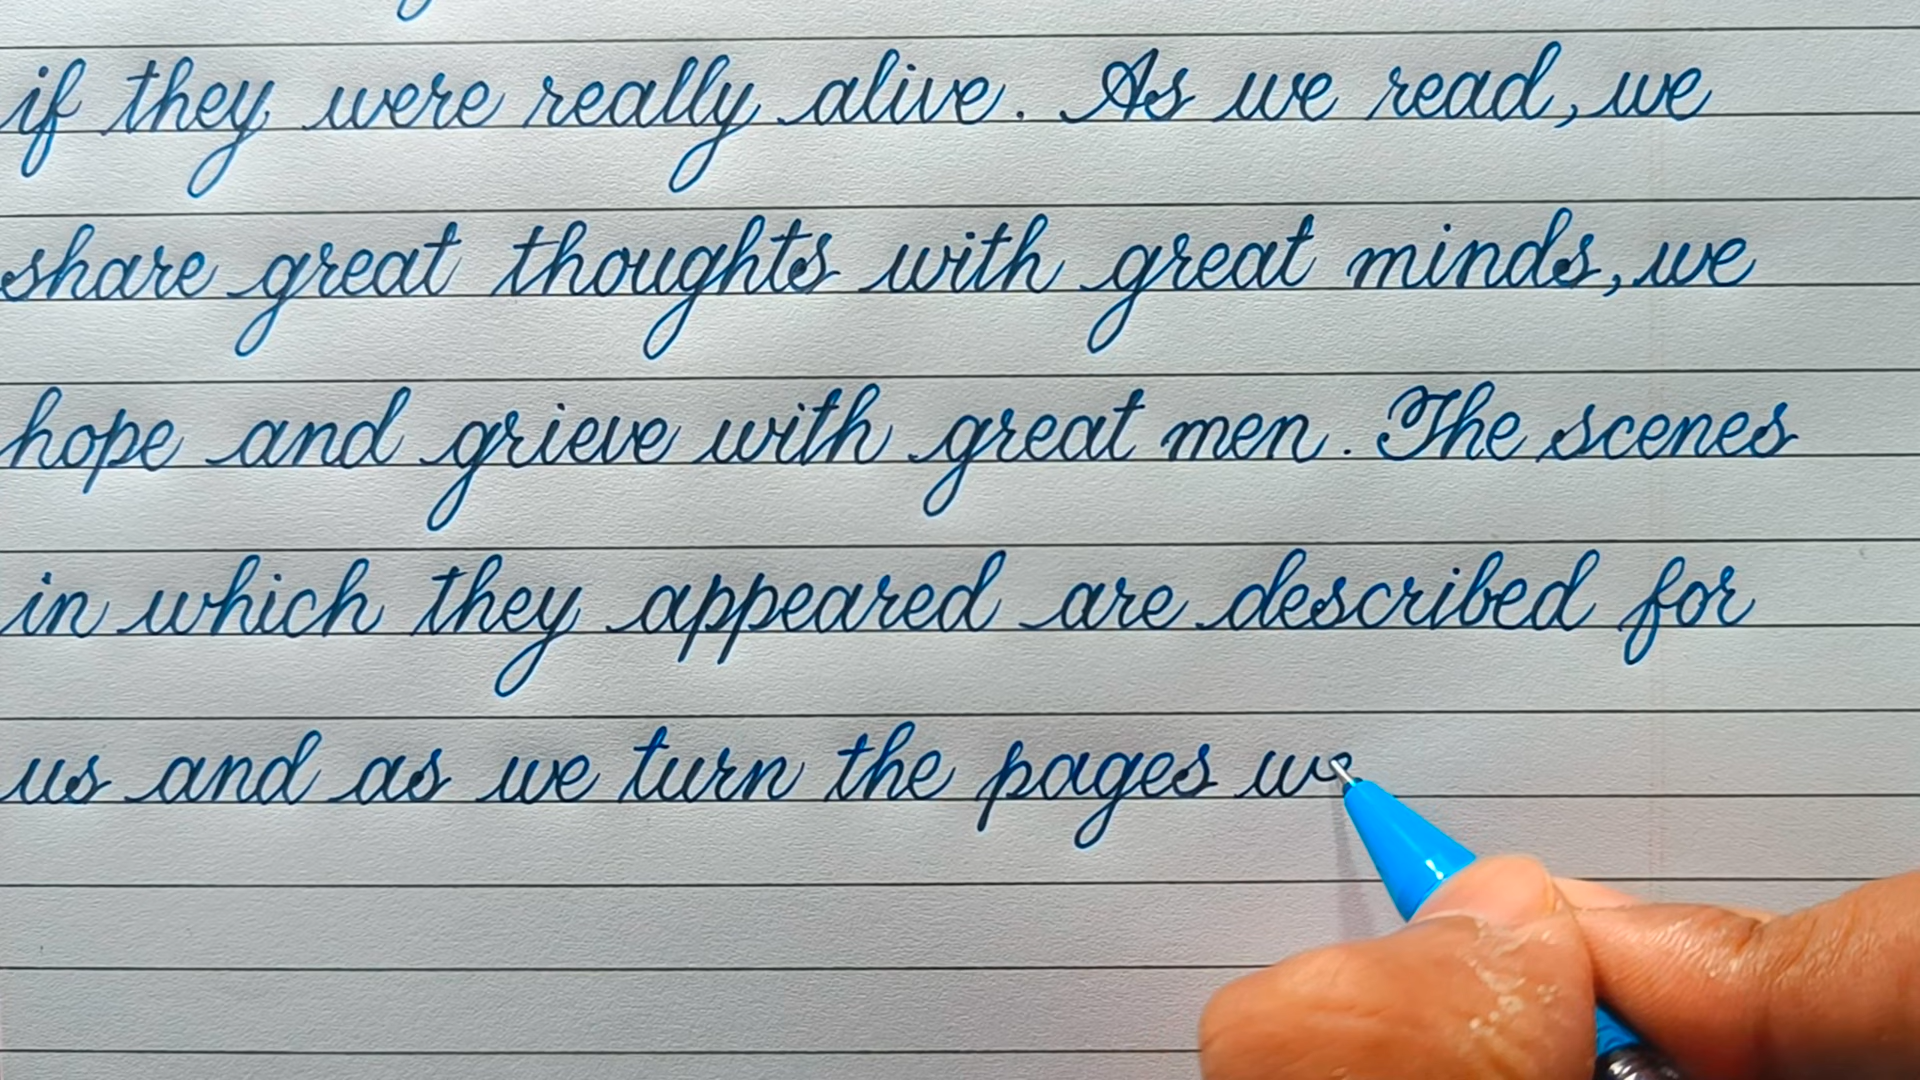 if they were really alive. As we read, we
share great thoughts with great minds, we
hope and grieve with great men. The scenes
in which they appeared are described for
us and as we turn the pages we